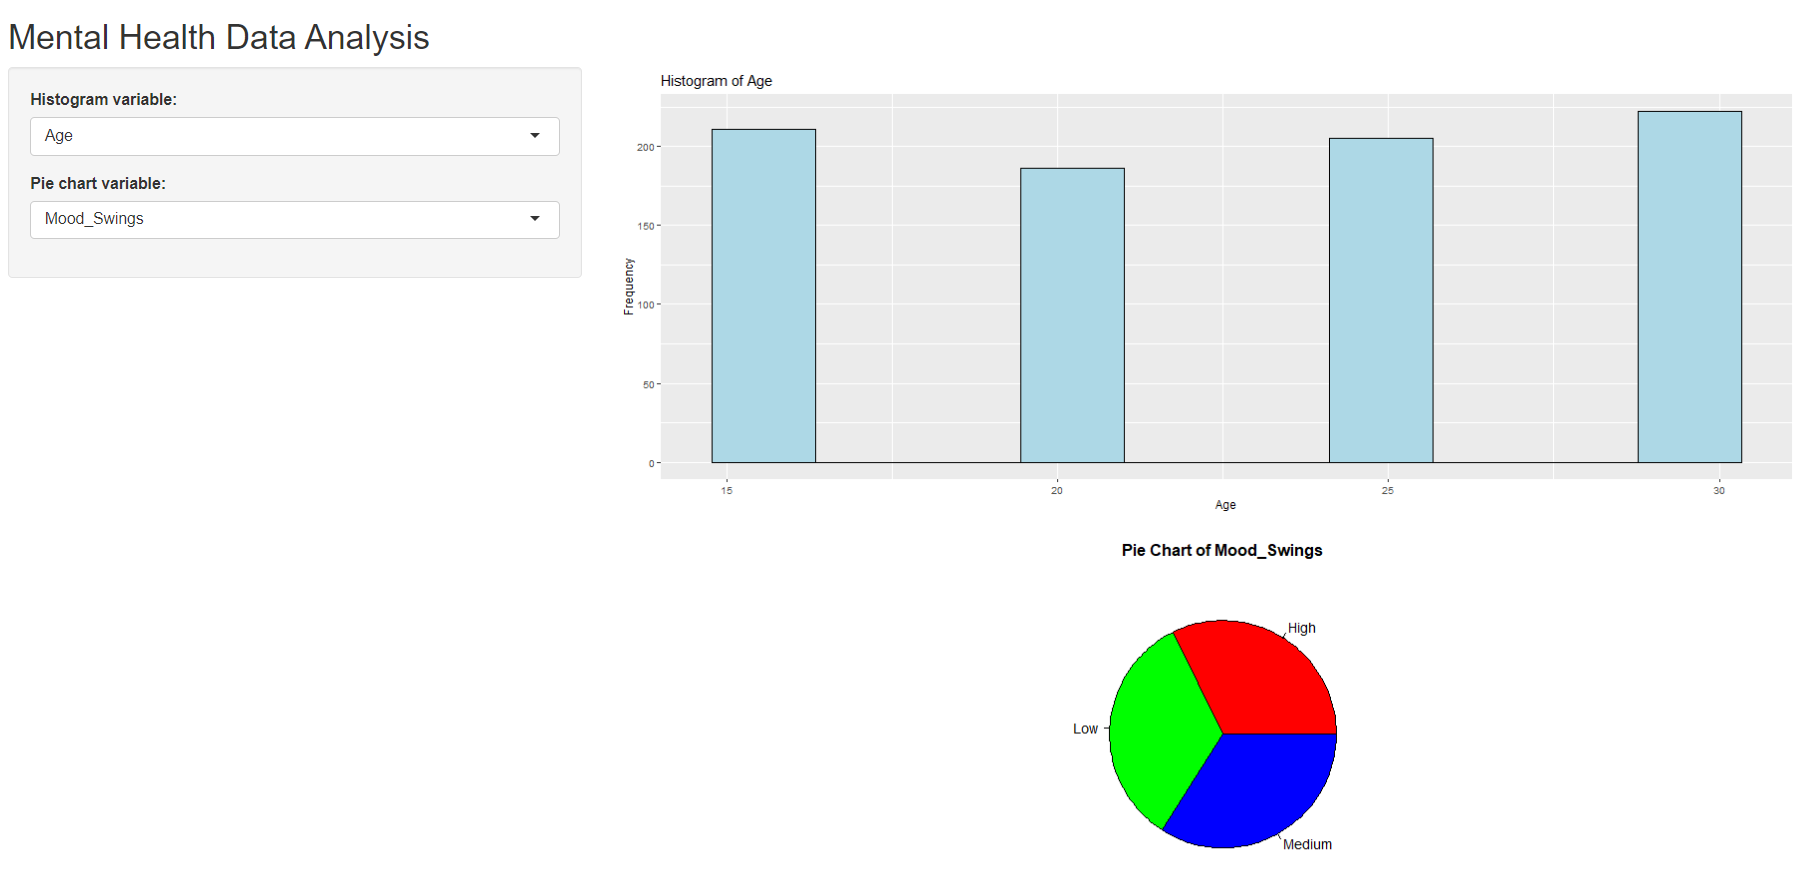 Mental Health Data Analysis
Histogram variable:
Age
Pie chart variable:
Mood_Swings
Histogram of Age
Frequency
200
150
100
50
0
15 20 25 30
Age
Pie Chart of Mood_Swings
High
Low
Medium